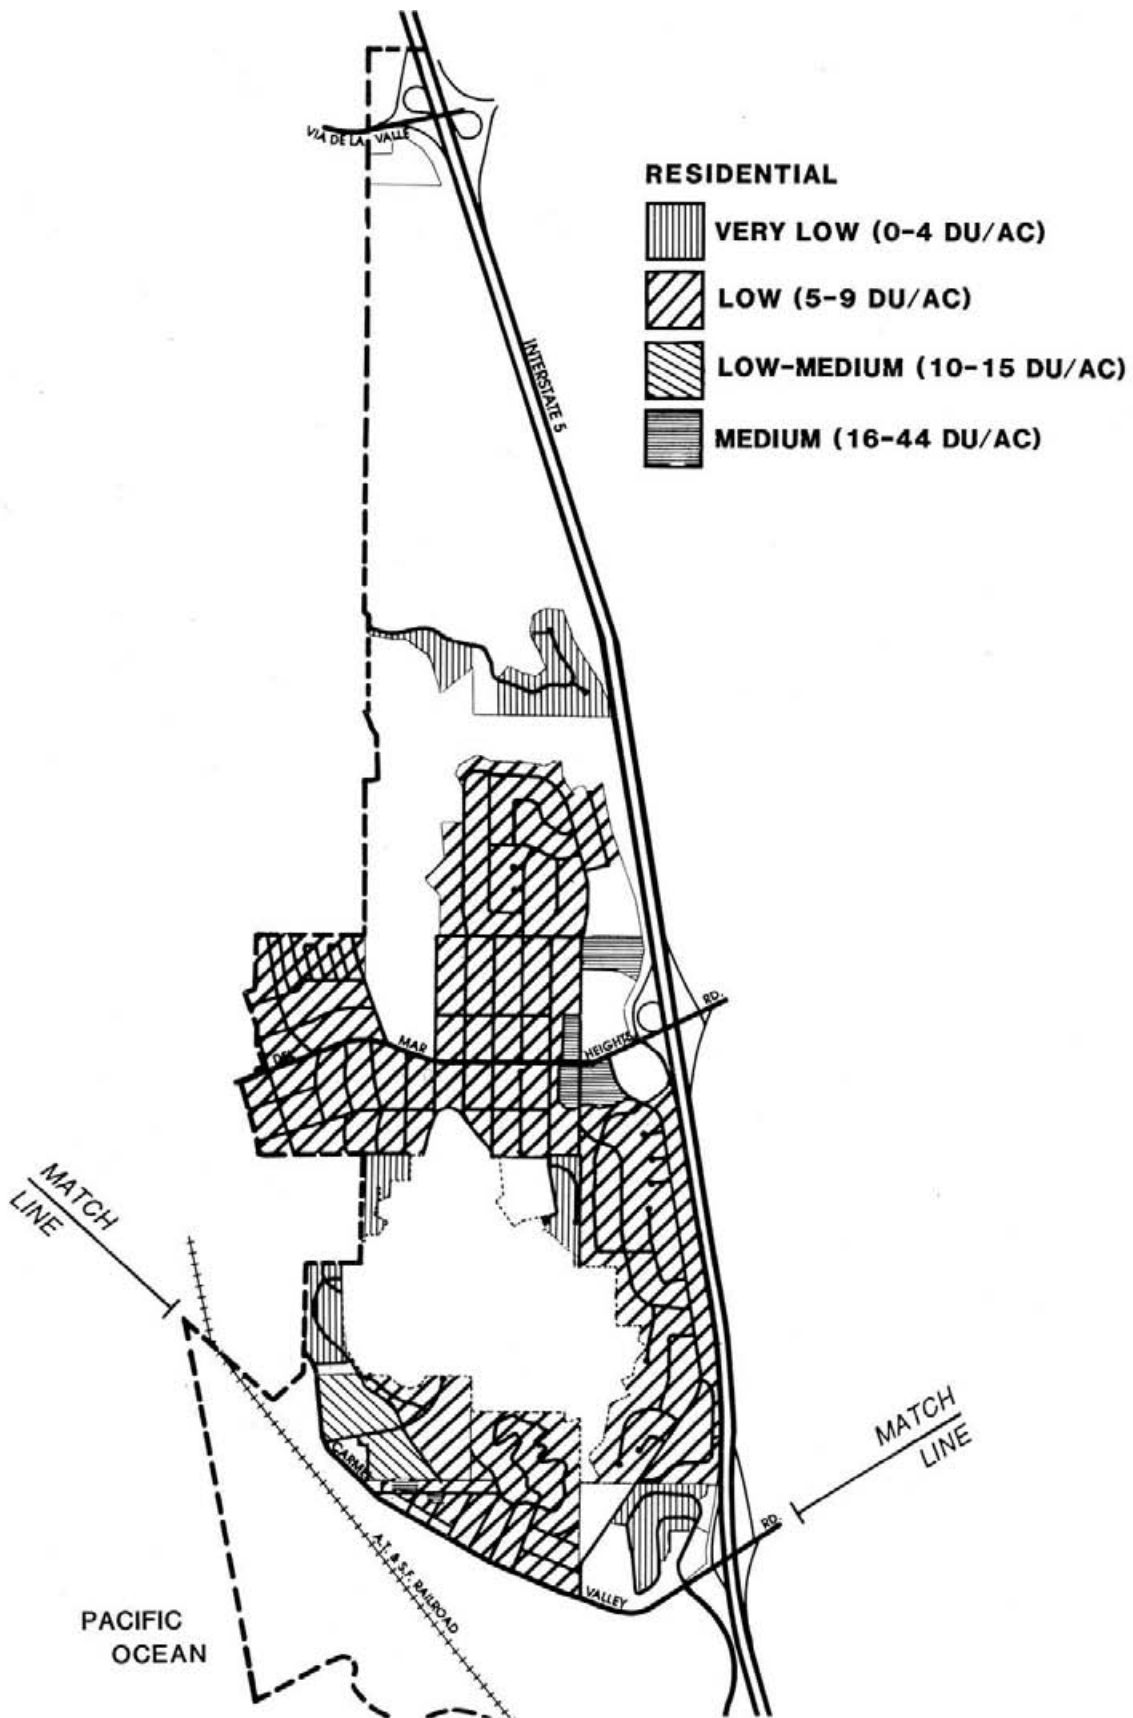 VIA DE LA VALLE
RESIDENTIAL
VERY LOW (0-4 DU/AC)
LOW (5-9 DU/AC)
LOW-MEDIUM (10-15 DU/AC)
MEDIUM (16-44 DU/AC)
INTERSTATE 5
DEL MAR HEIGHTS RD.
MATCH
LINE
MATCH
LINE
CARMEL VALLEY RD.
A.T. & S.F. RAILROAD
PACIFIC
OCEAN